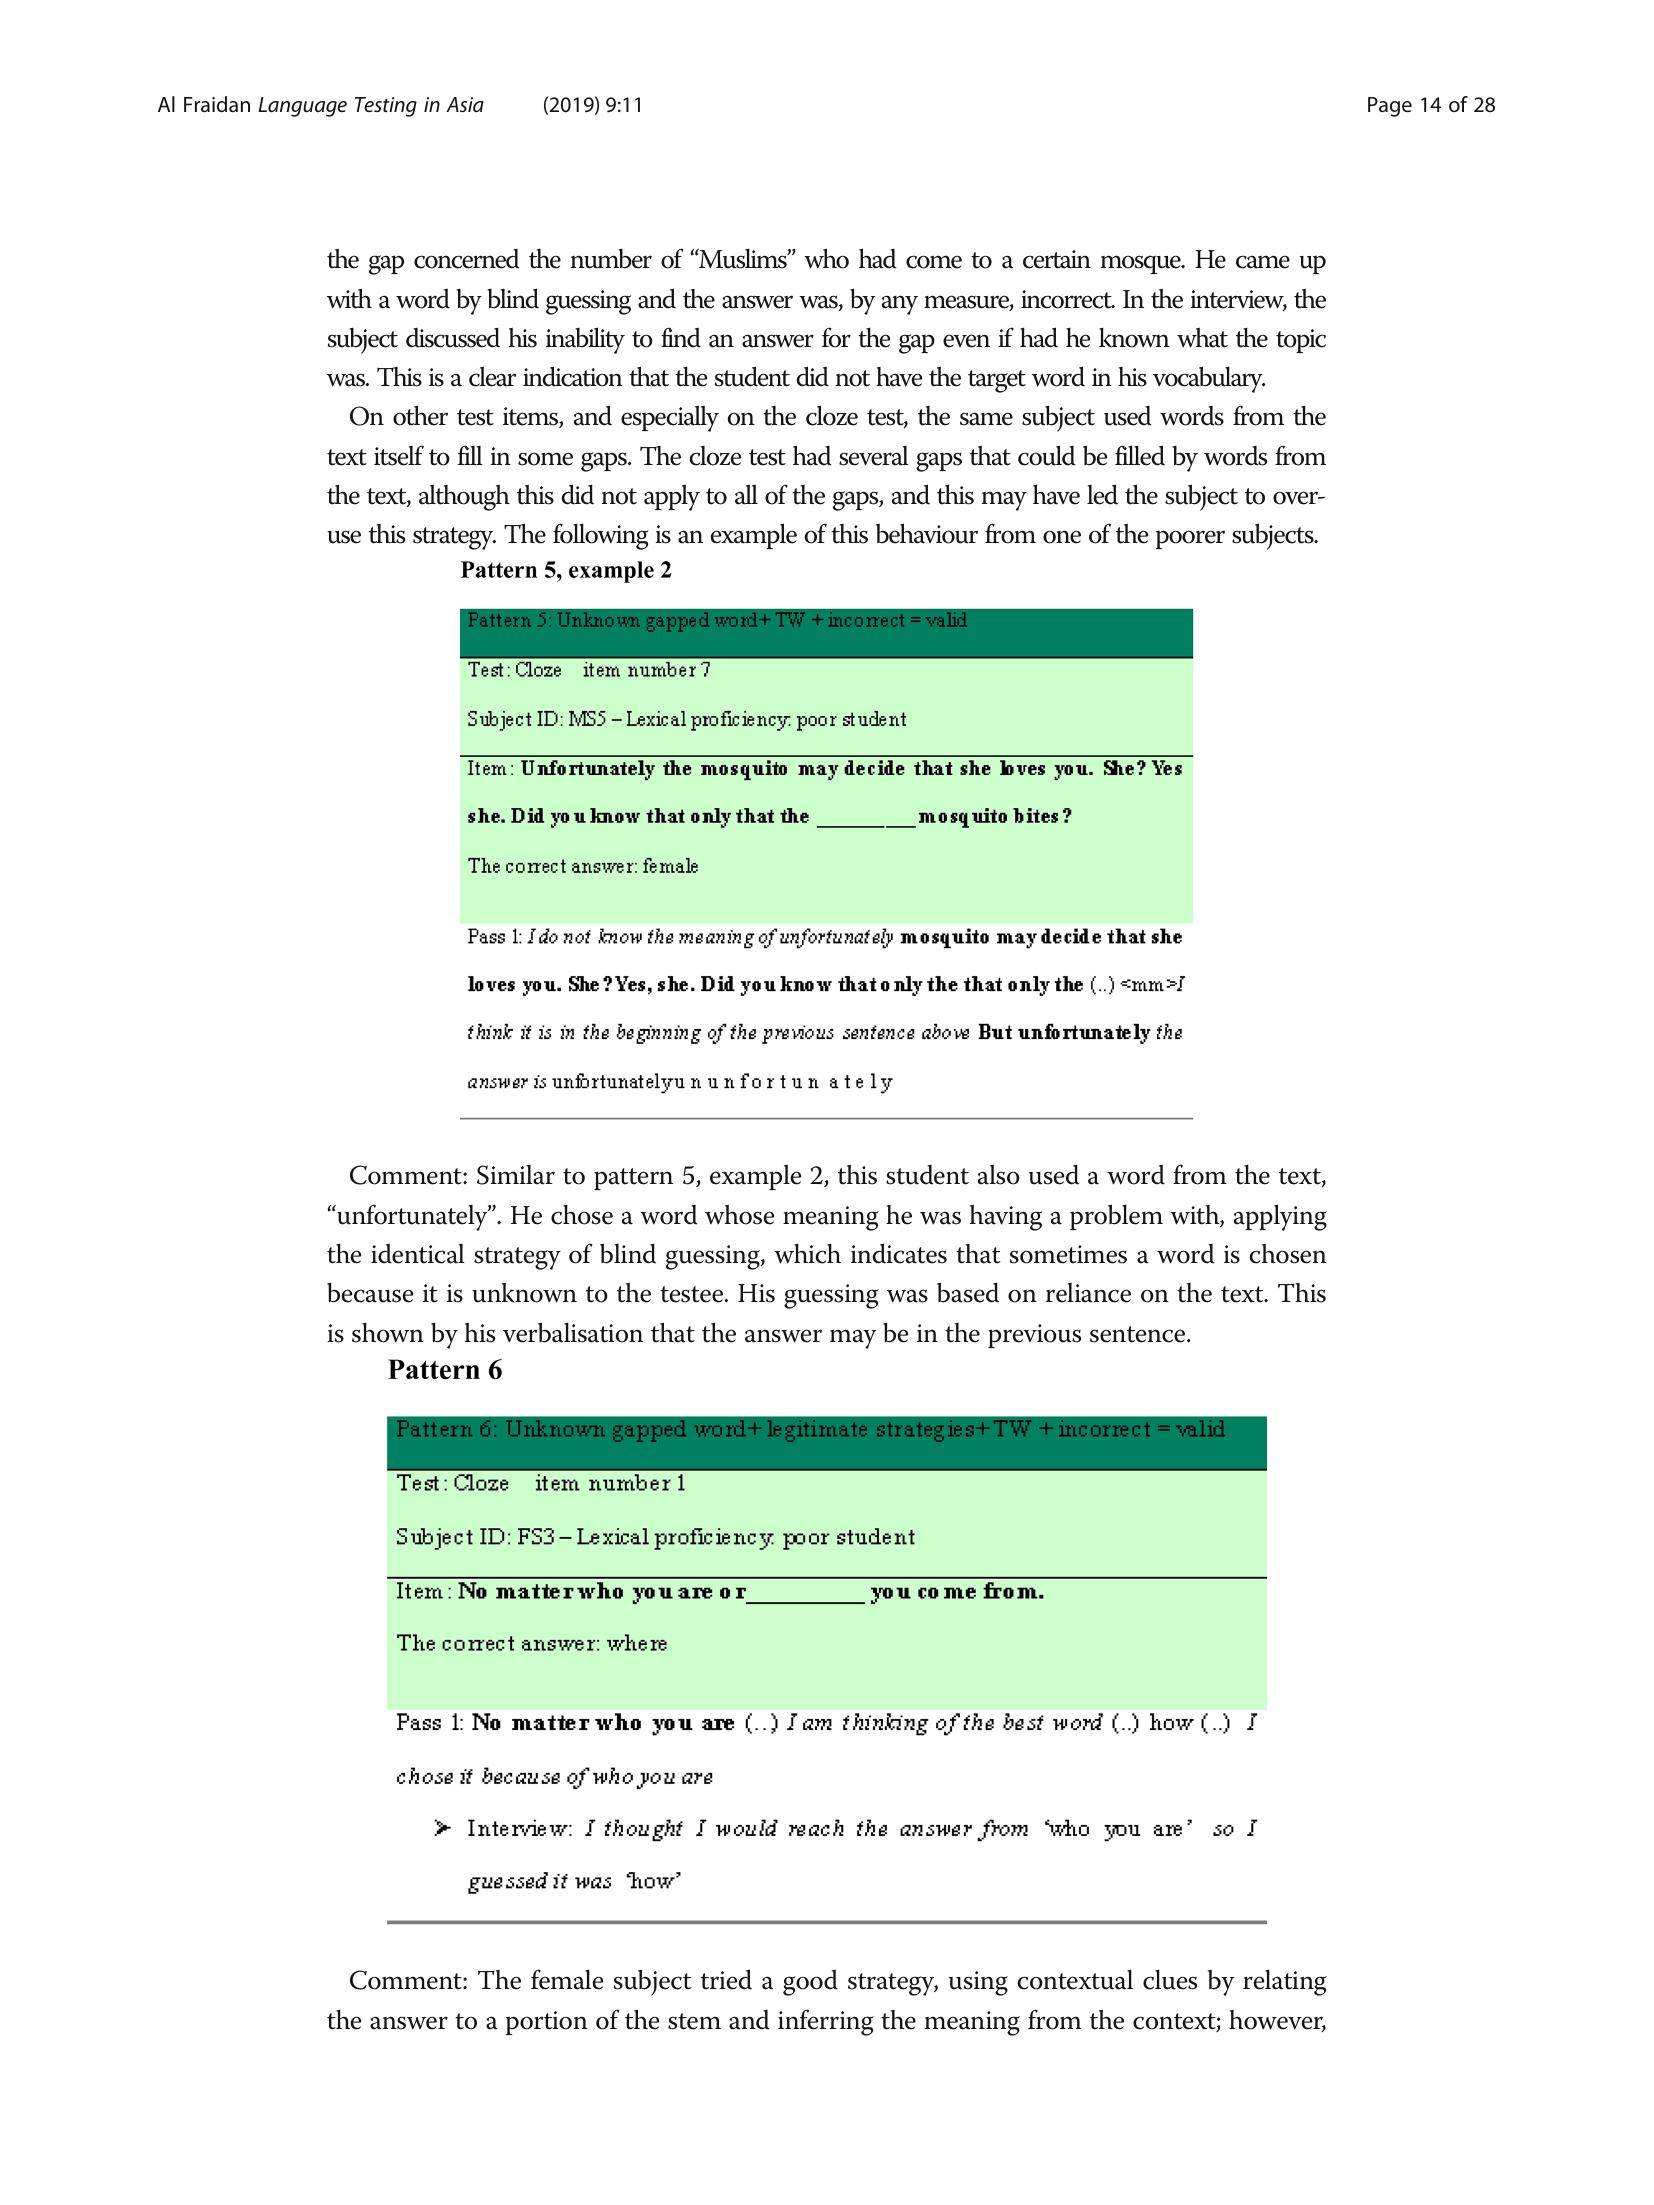 Al Fraidan Language Testing in Asia (2019) 9:11 Page 14 of 28
the gap concerned the number of “Muslims” who had come to a certain mosque. He came up
with a word by blind guessing and the answer was, by any measure, incorrect. In the interview, the
subject discussed his inability to find an answer for the gap even if had he known what the topic
was. This is a clear indication that the student did not have the target word in his vocabulary.
On other test items, and especially on the cloze test, the same subject used words from the
text itself to fill in some gaps. The cloze test had several gaps that could be filled by words from
the text, although this did not apply to all of the gaps, and this may have led the subject to over-
use this strategy. The following is an example of this behaviour from one of the poorer subjects.
Pattern 5, example 2
Pattern 5: Unknown gapped word+ TW + incorrect = valid
Test: Cloze item number 7
Subject ID: MS5 – Lexical proficiency: poor student
Item: Unfortunately the mosquito may decide that she loves you. She? Yes
she. Did you know that only that the _________ mosquito bites?
The correct answer: female
Pass 1: I do not know the meaning of unfortunately mosquito may decide that she
loves you. She? Yes, she. Did you know that only the that only the (..) <mm>I
think it is in the beginning of the previous sentence above But unfortunately the
answer is unfortunately u n u n f o r t u n a t e l y
Comment: Similar to pattern 5, example 2, this student also used a word from the text,
“unfortunately”. He chose a word whose meaning he was having a problem with, applying
the identical strategy of blind guessing, which indicates that sometimes a word is chosen
because it is unknown to the testee. His guessing was based on reliance on the text. This
is shown by his verbalisation that the answer may be in the previous sentence.
Pattern 6
Pattern 6: Unknown gapped word+ legitimate strategies+ TW + incorrect = valid
Test: Cloze item number 1
Subject ID: FS3 – Lexical proficiency: poor student
Item: No matter who you are or__________ you come from.
The correct answer: where
Pass 1: No matter who you are (..) I am thinking of the best word (..) how (..) I
chose it because of who you are
➤ Interview: I thought I would reach the answer from ‘who you are’ so I
guessed it was ‘how’
Comment: The female subject tried a good strategy, using contextual clues by relating
the answer to a portion of the stem and inferring the meaning from the context; however,